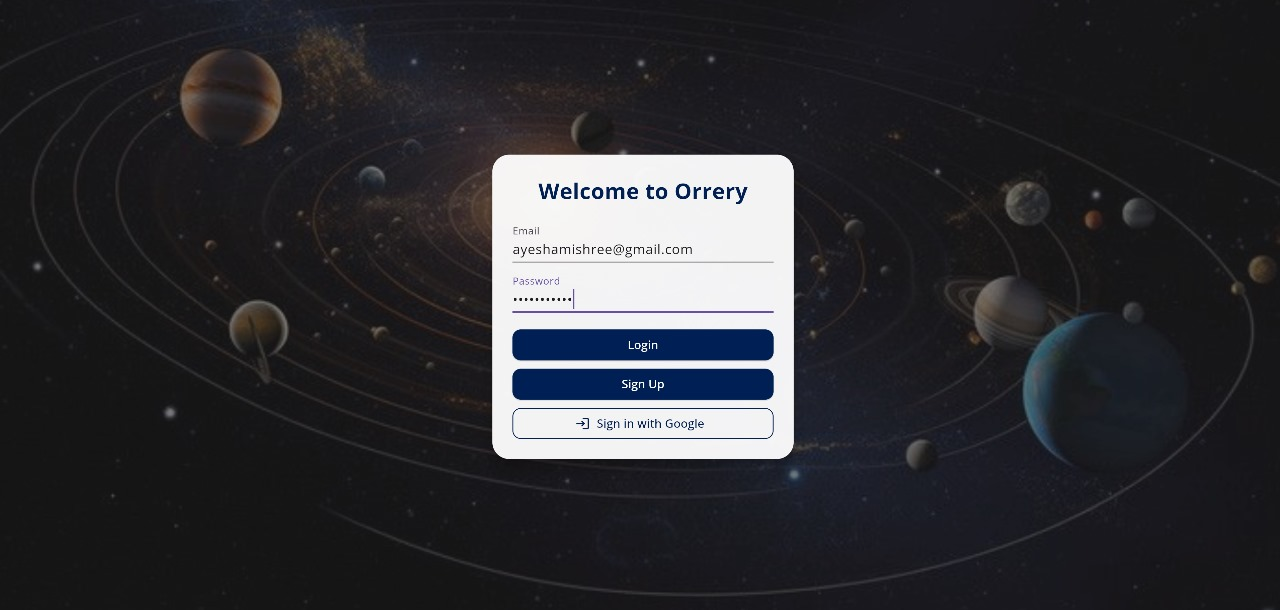 Welcome to Orrery
Email
ayeshamishree@gmail.com
Password
•••••••••••
Login
Sign Up
Sign in with Google